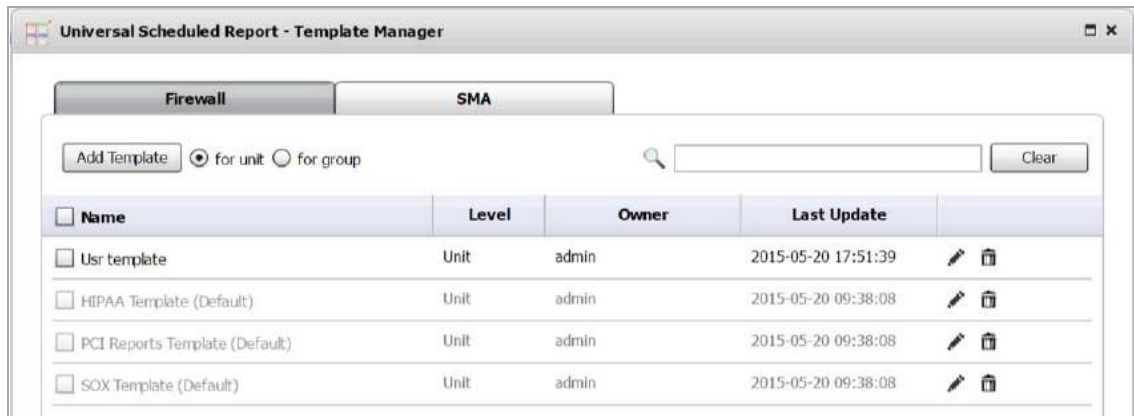 Universal Scheduled Report - Template Manager
Firewall SMA
Add Template for unit for group Clear
Name Level Owner Last Update
Usr template Unit admin 2015-05-20 17:51:39
HIPAA Template (Default) Unit admin 2015-05-20 09:38:08
PCI Reports Template (Default) Unit admin 2015-05-20 09:38:08
SOX Template (Default) Unit admin 2015-05-20 09:38:08